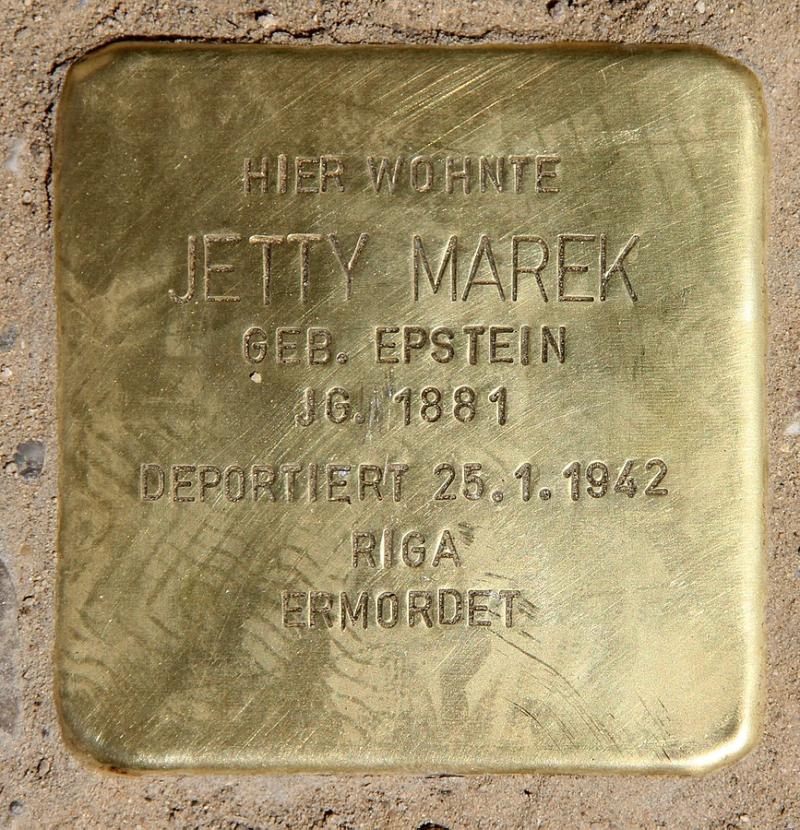 HIER WOHNTE
JETTY MAREK
GEB. EPSTEIN
JG. 1881
DEPORTIERT 25.1.1942
RIGA
ERMORDET